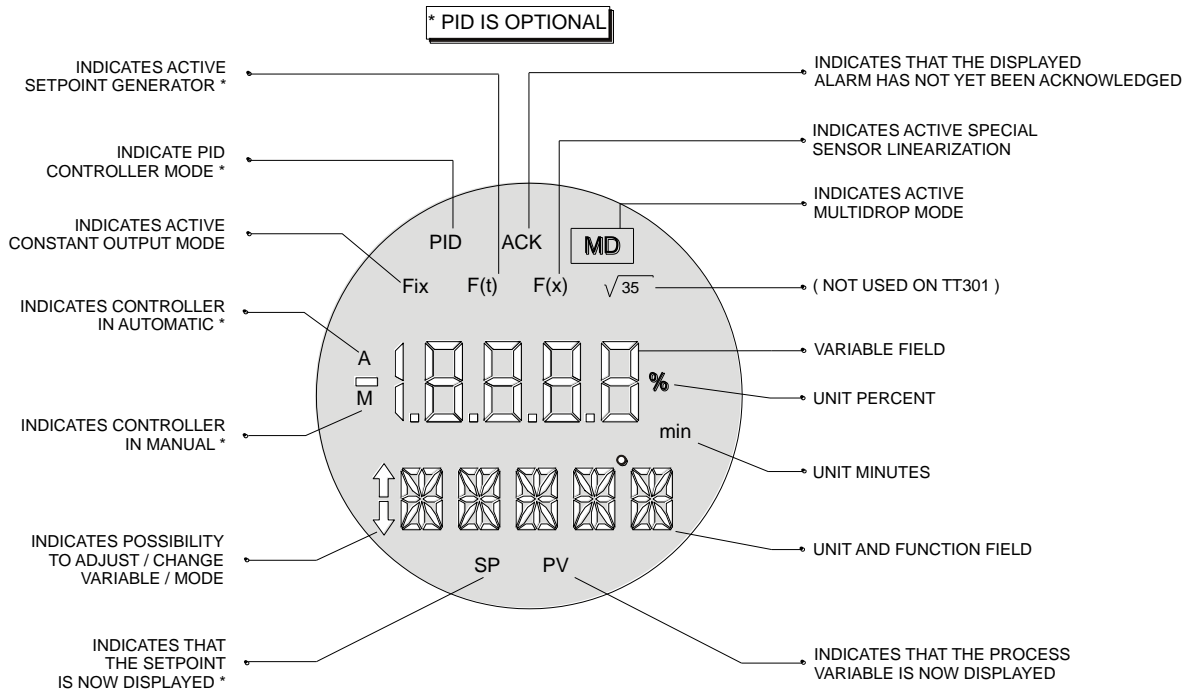 * PID IS OPTIONAL
INDICATES ACTIVE
SETPOINT GENERATOR *
INDICATE PID
CONTROLLER MODE *
INDICATES ACTIVE
CONSTANT OUTPUT MODE
INDICATES CONTROLLER
IN AUTOMATIC *
INDICATES CONTROLLER
IN MANUAL *
INDICATES POSSIBILITY
TO ADJUST / CHANGE
VARIABLE / MODE
INDICATES THAT
THE SETPOINT
IS NOW DISPLAYED *
PID ACK MD
Fix F(t) F(x) √35
A
M
18.8.8.8 %
min
SP PV
INDICATES THAT THE DISPLAYED
ALARM HAS NOT YET BEEN ACKNOWLEDGED
INDICATES ACTIVE SPECIAL
SENSOR LINEARIZATION
INDICATES ACTIVE
MULTIDROP MODE
( NOT USED ON TT301 )
VARIABLE FIELD
UNIT PERCENT
UNIT MINUTES
UNIT AND FUNCTION FIELD
INDICATES THAT THE PROCESS
VARIABLE IS NOW DISPLAYED